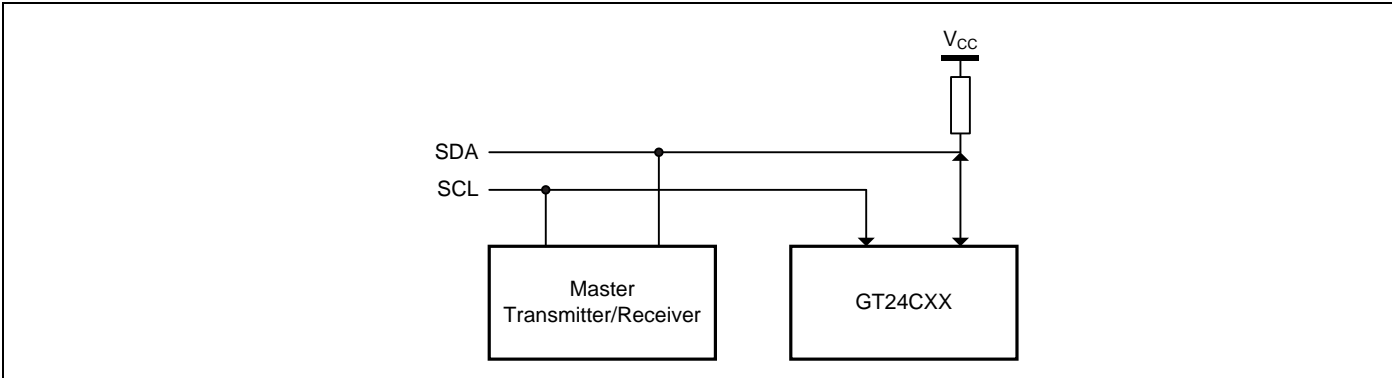 VCC
SDA
SCL
Master
Transmitter/Receiver
GT24CXX